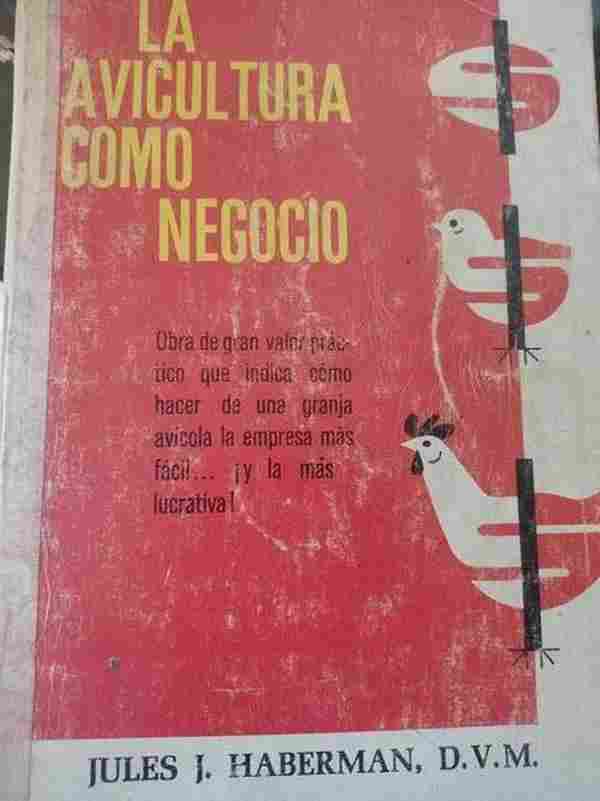 LA
AVICULTURA
COMO
NEGOCIO
Obra de gran valor prác-
tico que indica cómo
hacer de una granja
avícola la empresa más
fácil... ¡y la más
lucrativa!
JULES J. HABERMAN, D.V.M.